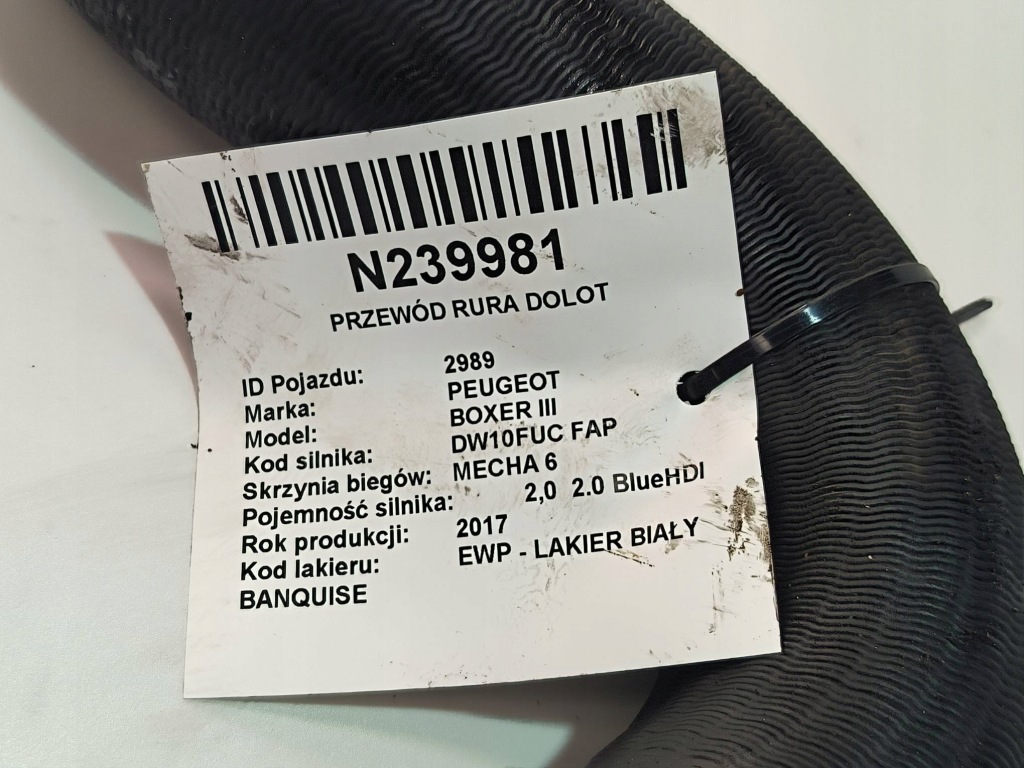 N239981
PRZEWÓD RURA DOLOT
ID Pojazdu: 2989
Marka: PEUGEOT
Model: BOXER III
Kod silnika: DW10FUC FAP
Skrzynia biegów: MECHA 6
Pojemność silnika: 2,0 2.0 BlueHDI
Rok produkcji: 2017
Kod lakieru: EWP - LAKIER BIAŁY
BANQUISE